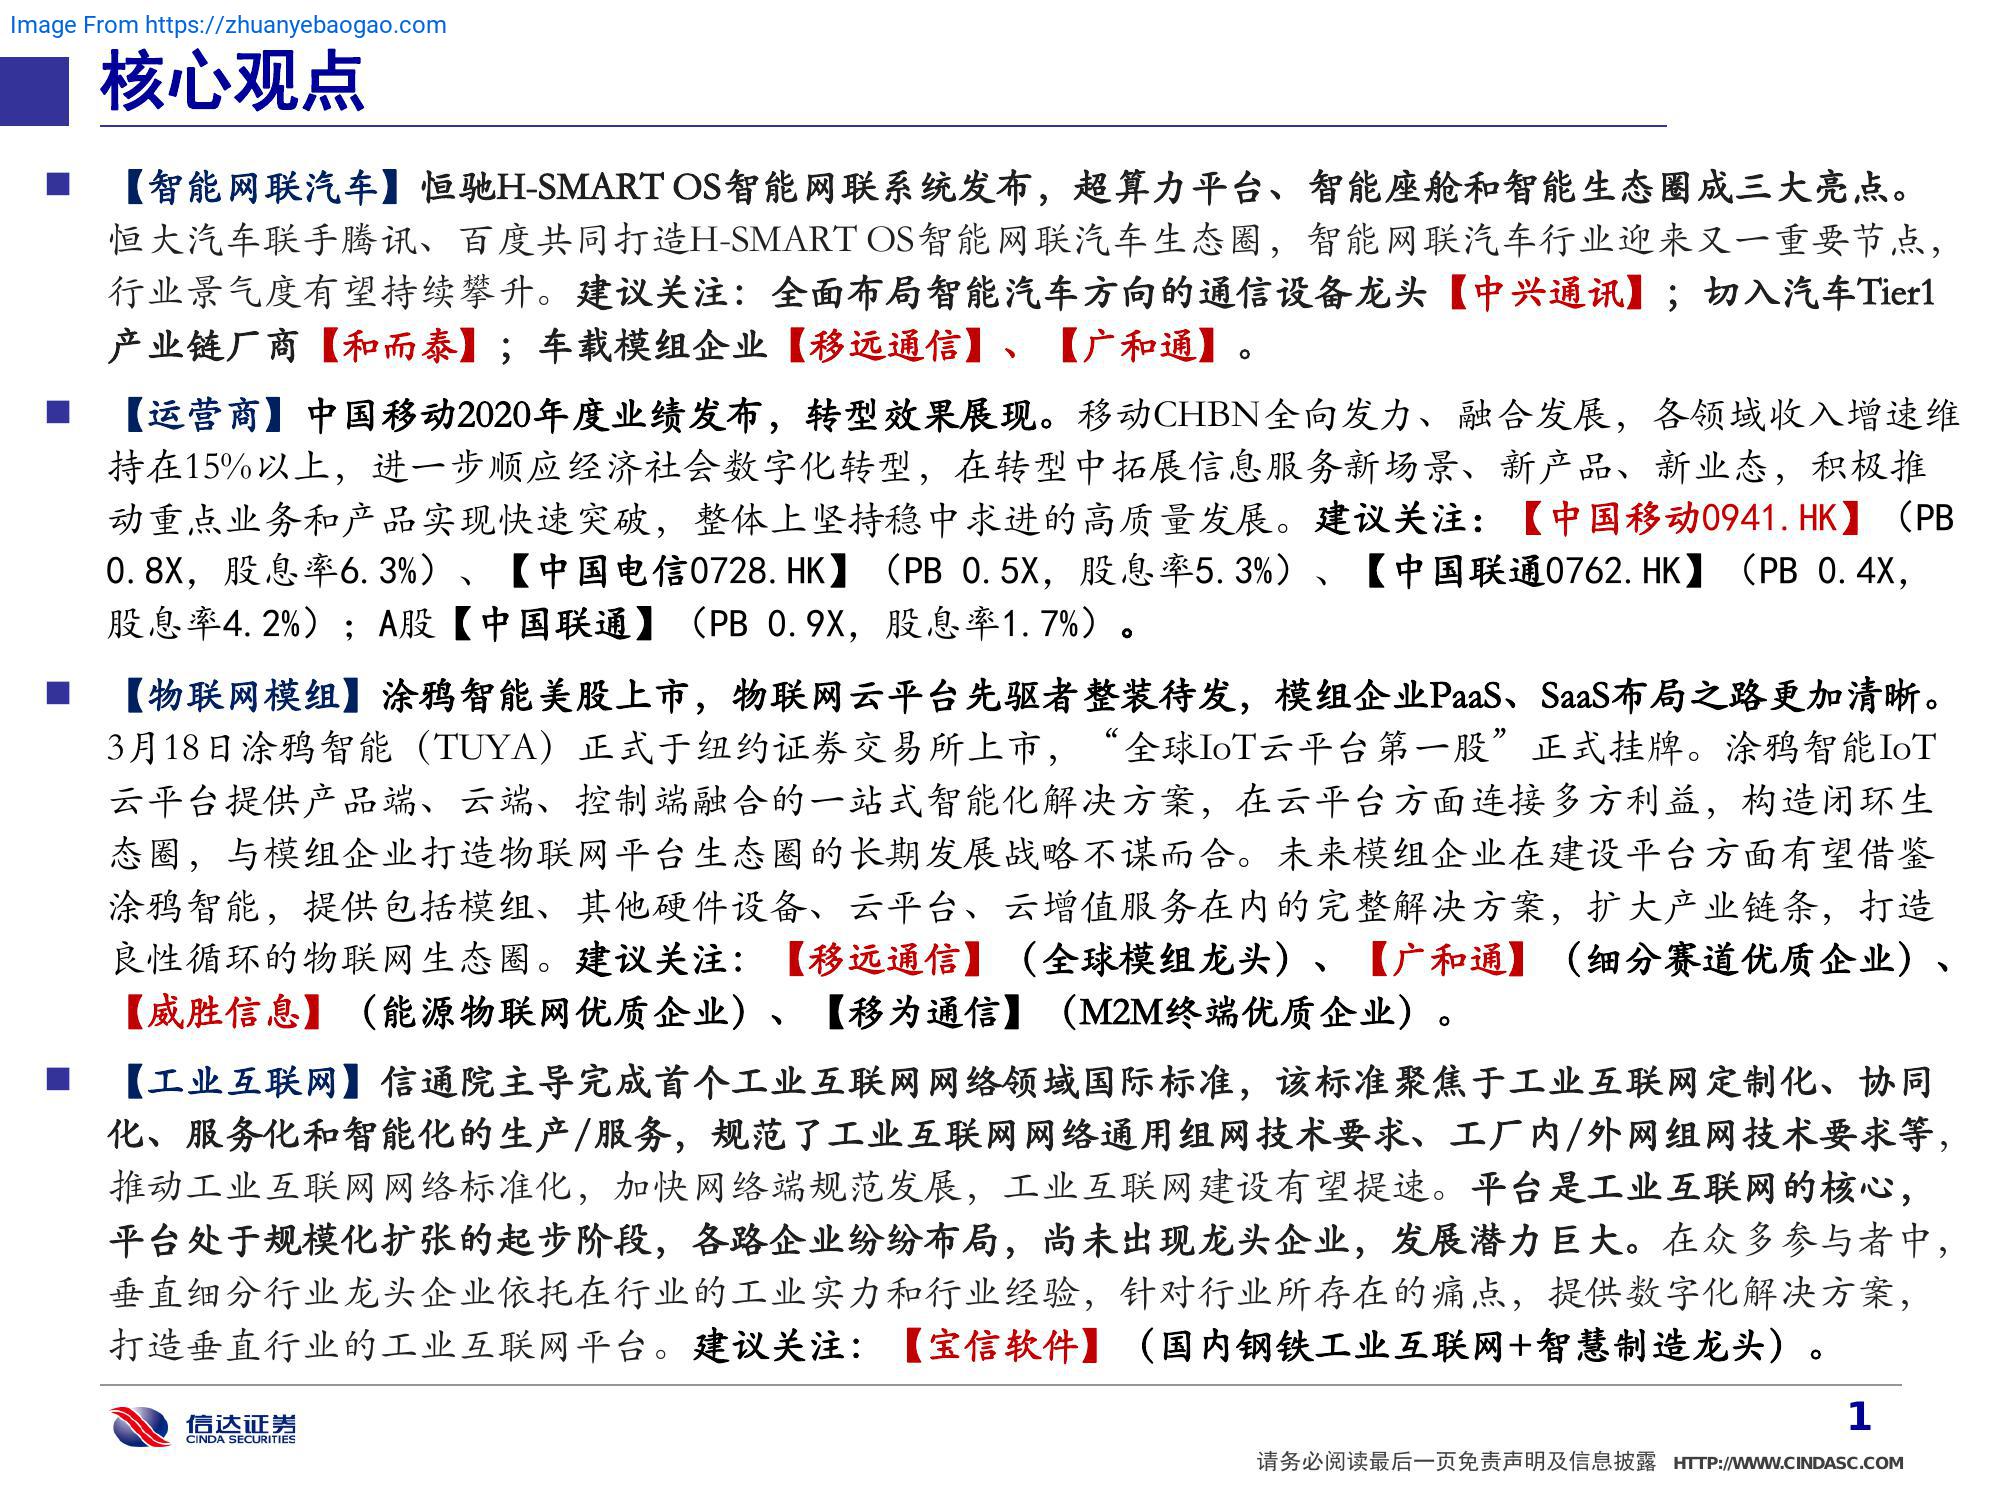 Image From https://zhuanyebaogao.com
核心观点
【智能网联汽车】恒驰H-SMART OS智能网联系统发布，超算力平台、智能座舱和智能生态圈成三大亮点。
恒大汽车联手腾讯、百度共同打造H-SMART OS智能网联汽车生态圈，智能网联汽车行业迎来又一重要节点，
行业景气度有望持续攀升。建议关注：全面布局智能汽车方向的通信设备龙头【中兴通讯】；切入汽车Tier1
产业链厂商【和而泰】；车载模组企业【移远通信】、【广和通】。
【运营商】中国移动2020年度业绩发布，转型效果展现。移动CHBN全向发力、融合发展，各领域收入增速维
持在15%以上，进一步顺应经济社会数字化转型，在转型中拓展信息服务新场景、新产品、新业态，积极推
动重点业务和产品实现快速突破，整体上坚持稳中求进的高质量发展。建议关注：【中国移动0941.HK】（PB
0.8X，股息率6.3%）、【中国电信0728.HK】（PB 0.5X，股息率5.3%）、【中国联通0762.HK】（PB 0.4X，
股息率4.2%）；A股【中国联通】（PB 0.9X，股息率1.7%）。
【物联网模组】涂鸦智能美股上市，物联网云平台先驱者整装待发，模组企业PaaS、SaaS布局之路更加清晰。
3月18日涂鸦智能（TUYA）正式于纽约证券交易所上市，“全球IoT云平台第一股”正式挂牌。涂鸦智能IoT
云平台提供产品端、云端、控制端融合的一站式智能化解决方案，在云平台方面连接多方利益，构造闭环生
态圈，与模组企业打造物联网平台生态圈的长期发展战略不谋而合。未来模组企业在建设平台方面有望借鉴
涂鸦智能，提供包括模组、其他硬件设备、云平台、云增值服务在内的完整解决方案，扩大产业链条，打造
良性循环的物联网生态圈。建议关注：【移远通信】（全球模组龙头）、【广和通】（细分赛道优质企业）、
【威胜信息】（能源物联网优质企业）、【移为通信】（M2M终端优质企业）。
【工业互联网】信通院主导完成首个工业互联网网络领域国际标准，该标准聚焦于工业互联网定制化、协同
化、服务化和智能化的生产/服务，规范了工业互联网网络通用组网技术要求、工厂内/外网组网技术要求等，
推动工业互联网网络标准化，加快网络端规范发展，工业互联网建设有望提速。平台是工业互联网的核心，
平台处于规模化扩张的起步阶段，各路企业纷纷布局，尚未出现龙头企业，发展潜力巨大。在众多参与者中，
垂直细分行业龙头企业依托在行业的工业实力和行业经验，针对行业所存在的痛点，提供数字化解决方案，
打造垂直行业的工业互联网平台。建议关注：【宝信软件】（国内钢铁工业互联网+智慧制造龙头）。
信达证券
CINDA SECURITIES
1
请务必阅读最后一页免责声明及信息披露 HTTP://WWW.CINDASC.COM